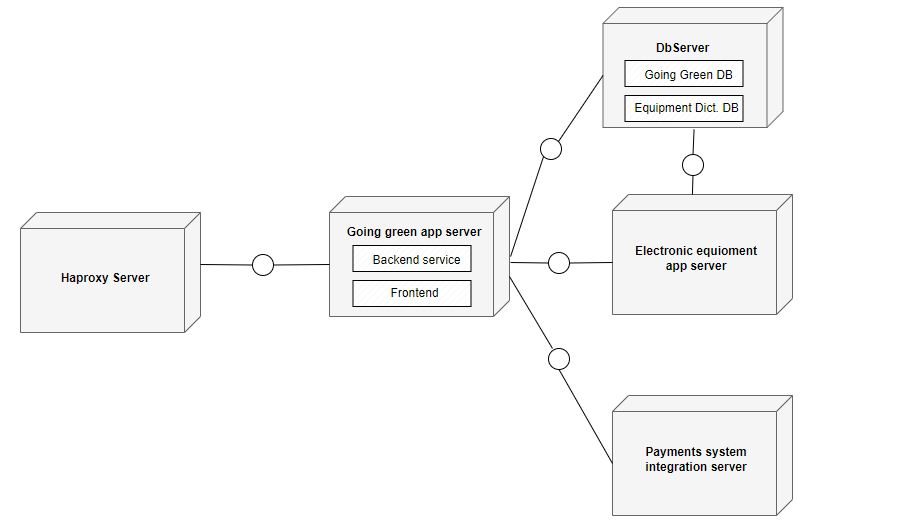 DbServer
Going Green DB
Equipment Dict. DB
Haproxy Server
Going green app server
Backend service
Frontend
Electronic equioment
app server
Payments system
integration server